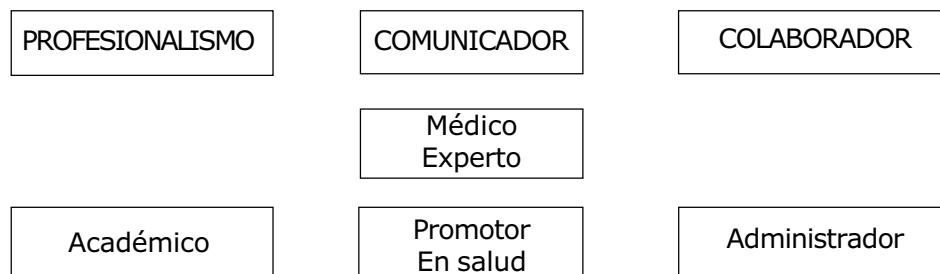 PROFESIONALISMO
COMUNICADOR
COLABORADOR
Médico
Experto
Académico
Promotor
En salud
Administrador